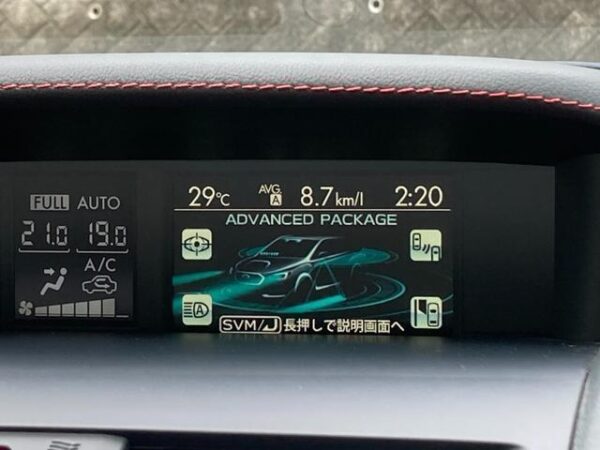 FULL AUTO
21.0 19.0
A/C
29℃ AVG. A 8.7km/l 2:20
ADVANCED PACKAGE
A
SVM/ 長押しで説明画面へ